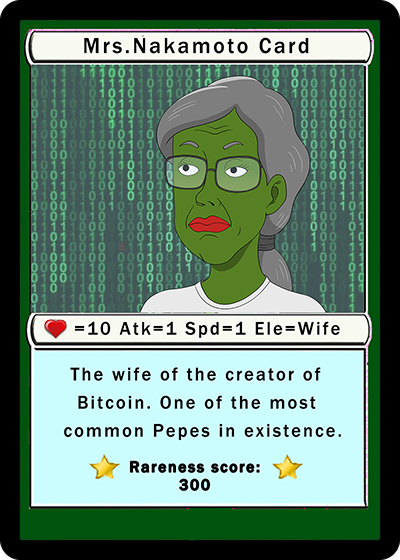 Mrs.Nakamoto Card
=10 Atk=1 Spd=1 Ele=Wife
The wife of the creator of
Bitcoin. One of the most
common Pepes in existence.
Rareness score:
300